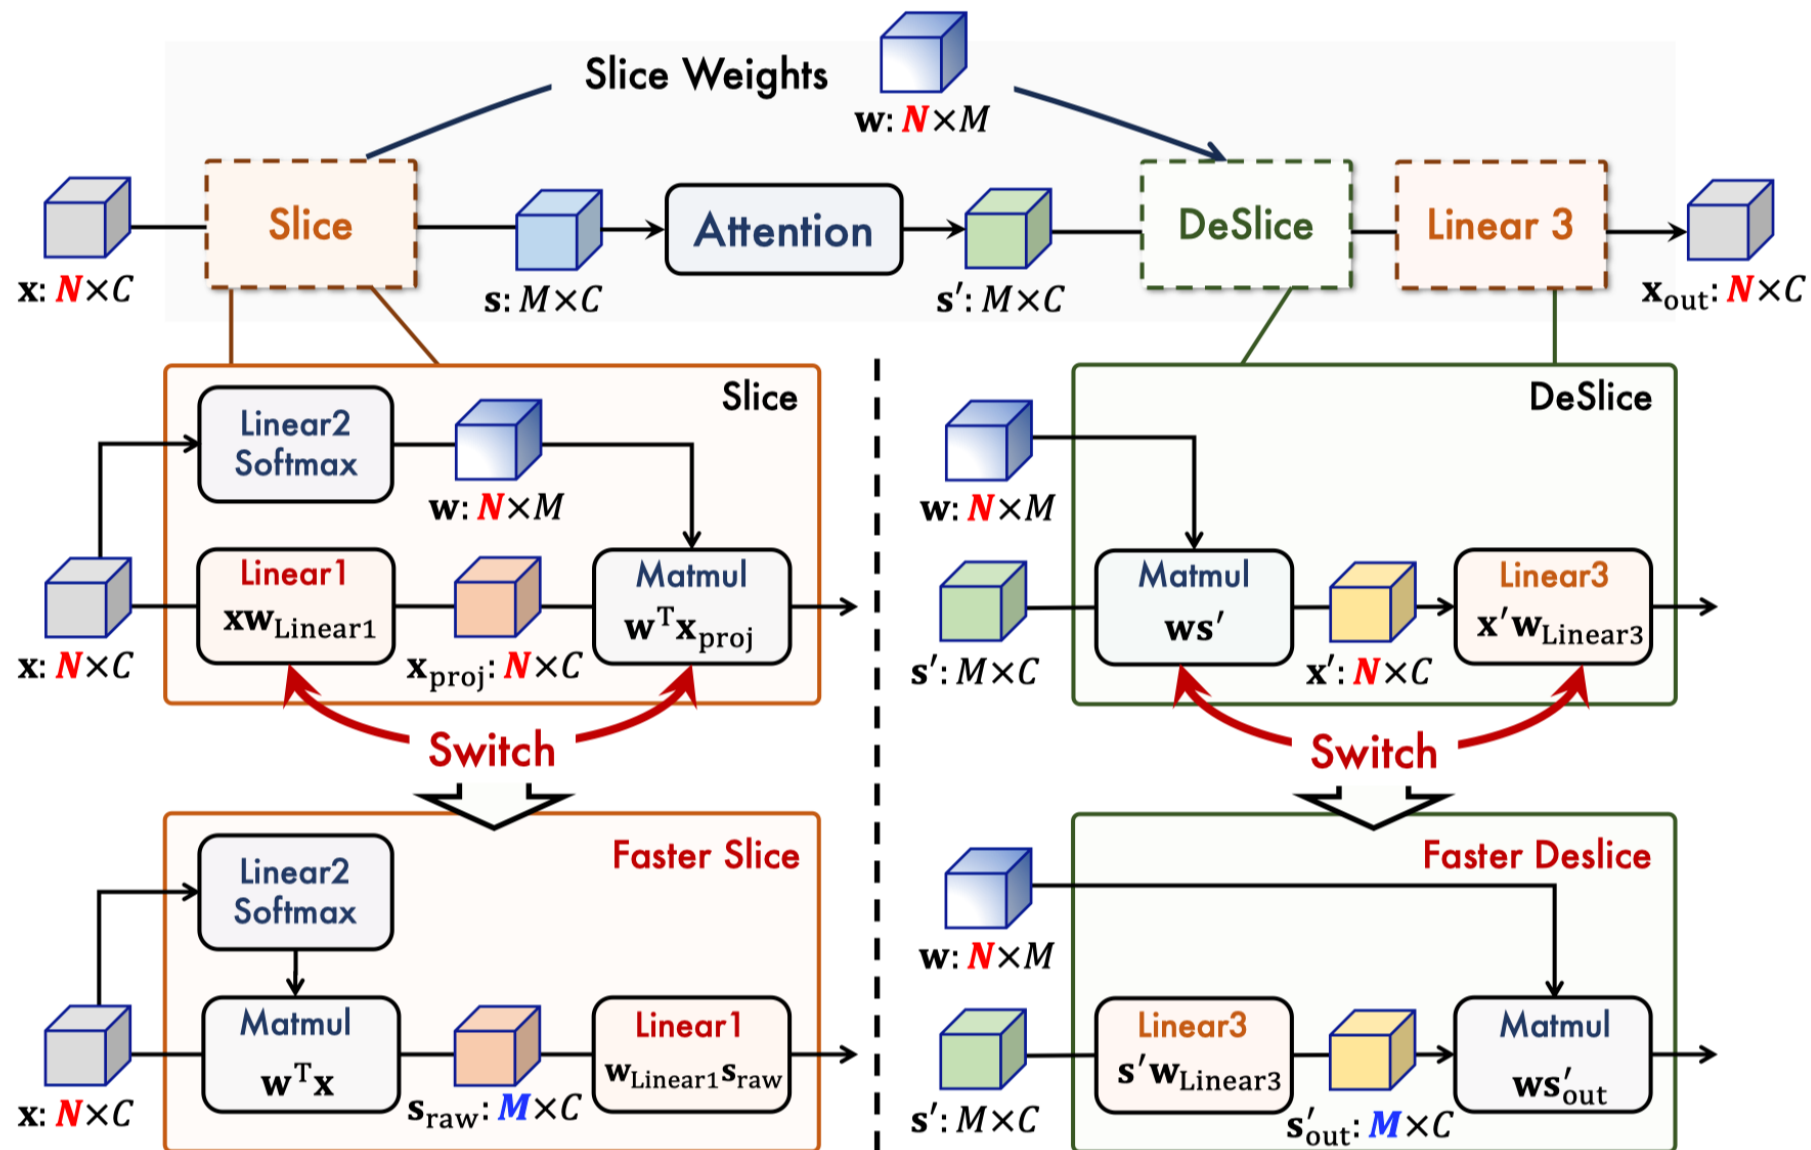 Slice Weights
w: N×M
Slice
Attention
DeSlice
Linear 3
x: N×C
s: M×C
s′: M×C
x_out: N×C
Slice
Linear2
Softmax
w: N×M
Linear1
xw_Linear1
Matmul
w^T x_proj
x: N×C
x_proj: N×C
Switch
DeSlice
w: N×M
Matmul
ws′
Linear3
x′w_Linear3
s′: M×C
x′: N×C
Switch
Faster Slice
Linear2
Softmax
Matmul
w^T x
Linear1
w_Linear1 s_raw
x: N×C
s_raw: M×C
Faster Deslice
w: N×M
Linear3
s′w_Linear3
Matmul
ws′_out
s′: M×C
s′_out: M×C